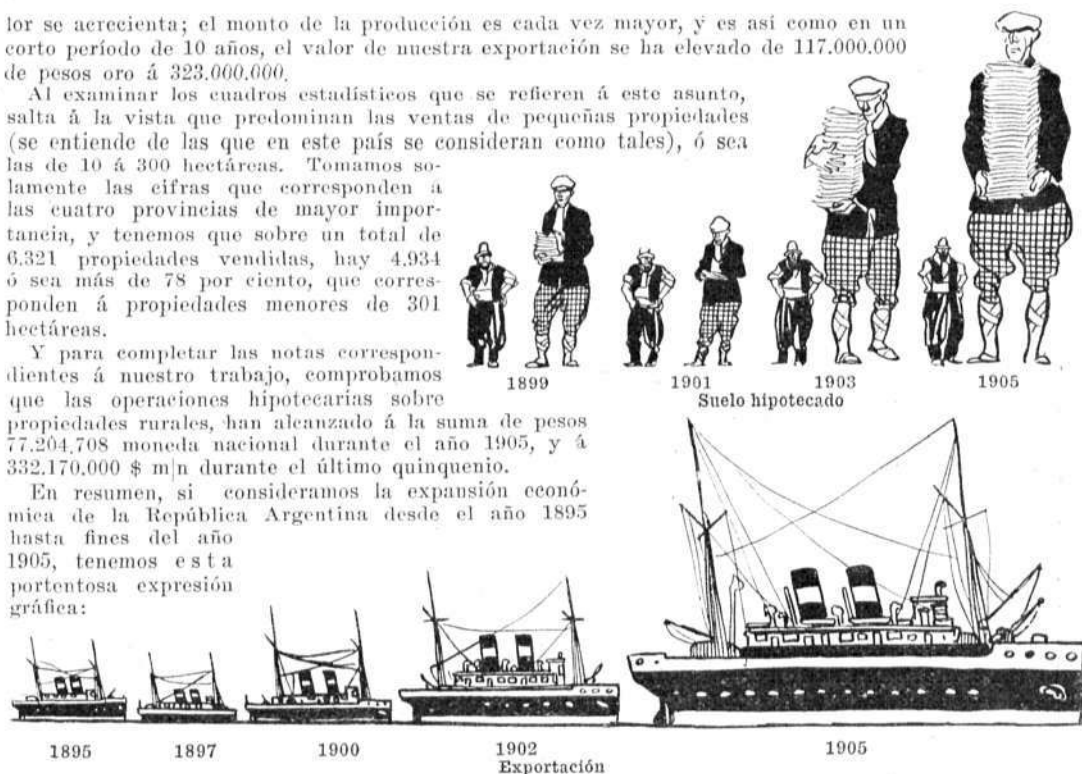 lor se acrecienta; el monto de la producción es cada vez mayor, y es así como en un
corto período de 10 años, el valor de nuestra exportación se ha elevado de 117.000.000
de pesos oro á 323.000.000.
Al examinar los cuadros estadísticos que se refieren á este asunto,
salta á la vista que predominan las ventas de pequeñas propiedades
(se entiende de las que en este país se consideran como tales), ó sea
las de 10 á 300 hectáreas. Tomamos so-
lamente las cifras que corresponden a
las cuatro provincias de mayor impor-
tancia, y tenemos que sobre un total de
6.321 propiedades vendidas, hay 4.934
ó sea más de 78 por ciento, que corres-
ponden á propiedades menores de 301
hectáreas.
Y para completar las notas correspon-
dientes á nuestro trabajo, comprobamos
que las operaciones hipotecarias sobre
propiedades rurales, han alcanzado á la suma de pesos
77.204.708 moneda nacional durante el año 1905, y á
332.170.000 $ m|n durante el último quinquenio.
En resumen, si consideramos la expansión econó-
mica de la República Argentina desde el año 1895
hasta fines del año
1905, tenemos esta
portentosa expresión
gráfica:
1899 1901 1903 1905
Suelo hipotecado
1895 1897 1900 1902 1905
Exportación